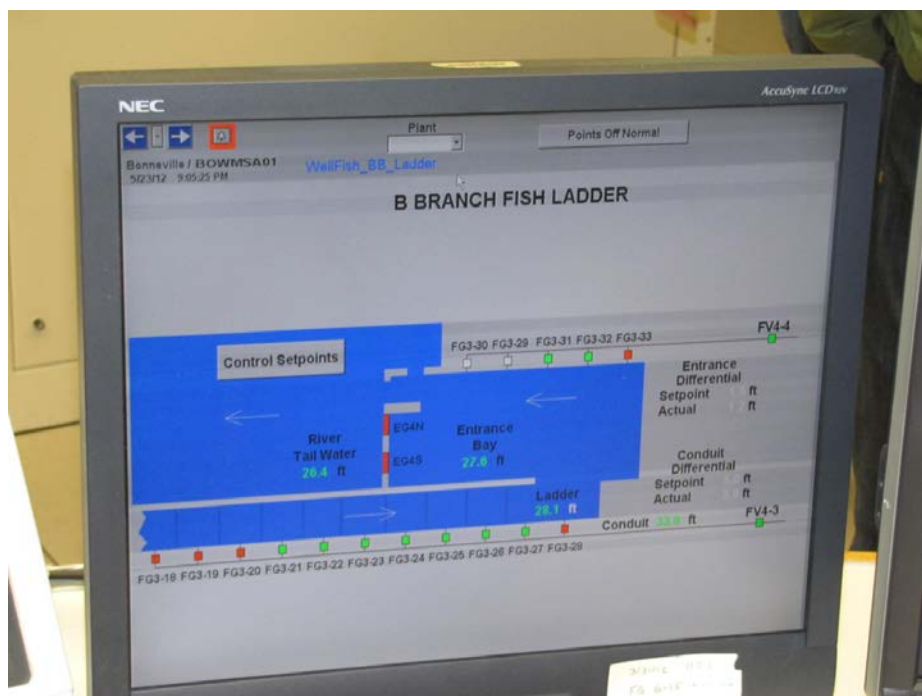 NEC
AccuSync LCD
Plant
Points Off Normal
Bonneville / BOWMSA01
5/23/12 9:05:25 PM
WellFish_BB_Ladder
B BRANCH FISH LADDER
Control Setpoints
FG3-30 FG3-29 FG3-31 FG3-32 FG3-33
FV4-4
Entrance
Differential
Setpoint ft
Actual ft
EG4N
EG4S
Entrance
Bay
27.6 ft
River
Tail Water
26.4 ft
Conduit
Differential
Setpoint ft
Actual ft
Ladder
28.1 ft
Conduit ft
FV4-3
FG3-18 FG3-19 FG3-20 FG3-21 FG3-22 FG3-23 FG3-24 FG3-25 FG3-26 FG3-27 FG3-28